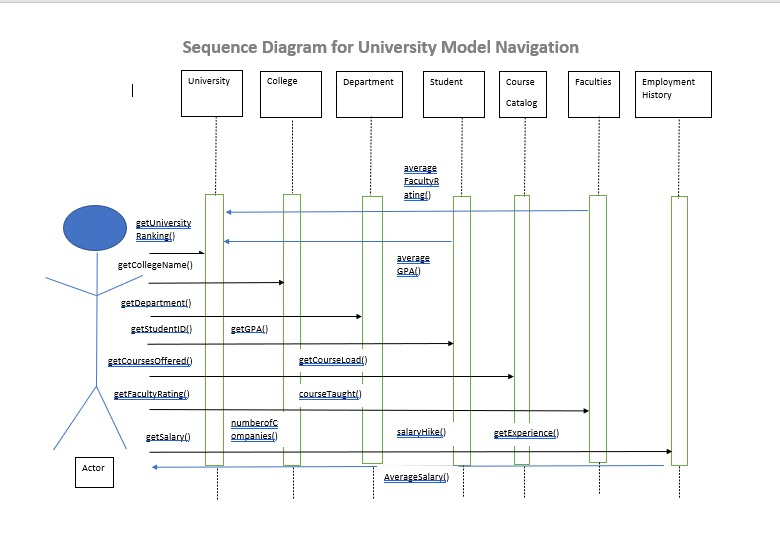 Sequence Diagram for University Model Navigation
University
College
Department
Student
Course
Catalog
Faculties
Employment
History
average
FacultyR
ating()
getUniversity
Ranking()
average
GPA()
getCollegeName()
getDepartment()
getStudentID()
getGPA()
getCoursesOffered()
getCourseLoad()
getFacultyRating()
courseTaught()
numberofC
ompanies()
getSalary()
salaryHike()
getExperience()
Actor
AverageSalary()